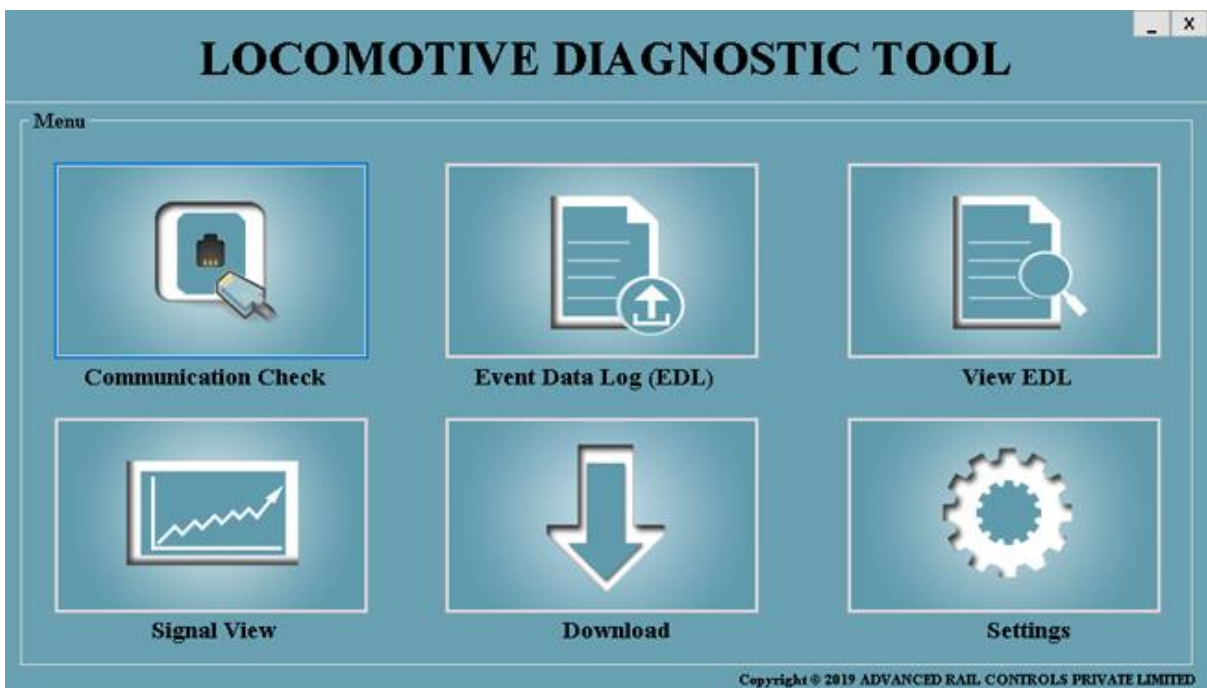 _ X
LOCOMOTIVE DIAGNOSTIC TOOL
Menu
Communication Check
Event Data Log (EDL)
View EDL
Signal View
Download
Settings
Copyright © 2019 ADVANCED RAIL CONTROLS PRIVATE LIMITED